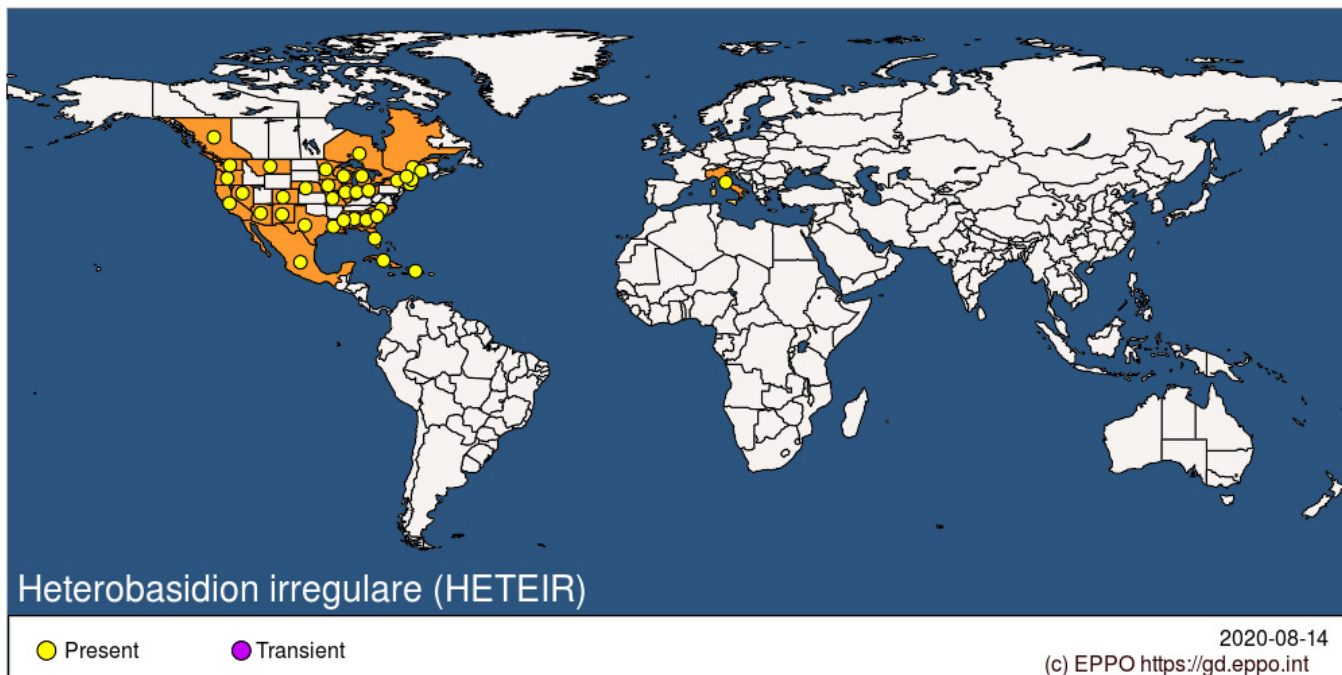 Heterobasidion irregulare (HETEIR)
Present
Transient
2020-08-14
(c) EPPO https://gd.eppo.int